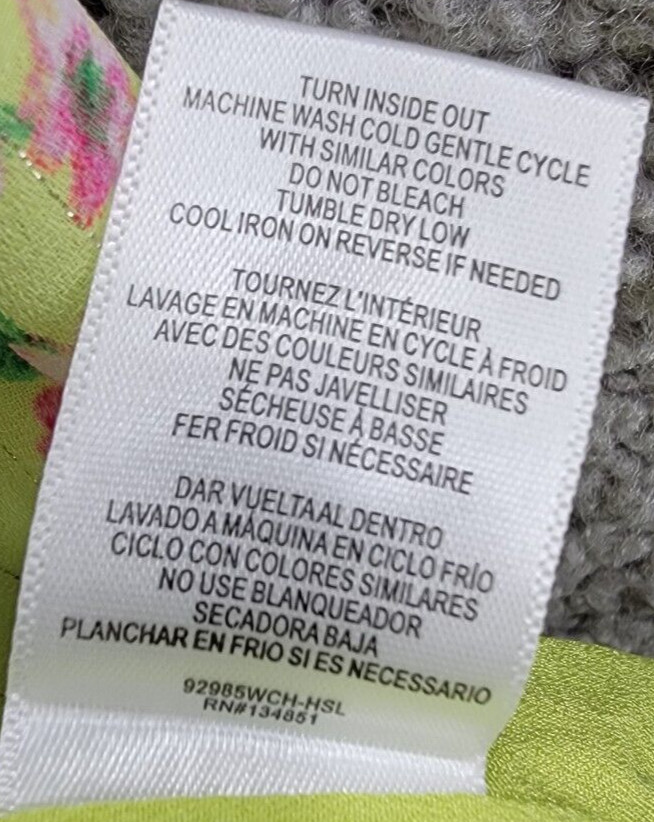 TURN INSIDE OUT
MACHINE WASH COLD GENTLE CYCLE
WITH SIMILAR COLORS
DO NOT BLEACH
TUMBLE DRY LOW
COOL IRON ON REVERSE IF NEEDED
TOURNEZ L'INTÉRIEUR
LAVAGE EN MACHINE EN CYCLE À FROID
AVEC DES COULEURS SIMILAIRES
NE PAS JAVELLISER
SÉCHEUSE À BASSE
FER FROID SI NÉCESSAIRE
DAR VUELTA AL DENTRO
LAVADO A MÁQUINA EN CICLO FRÍO
CICLO CON COLORES SIMILARES
NO USE BLANQUEADOR
SECADORA BAJA
PLANCHAR EN FRIO SI ES NECESSARIO
92985WCH-HSL
RN#134851